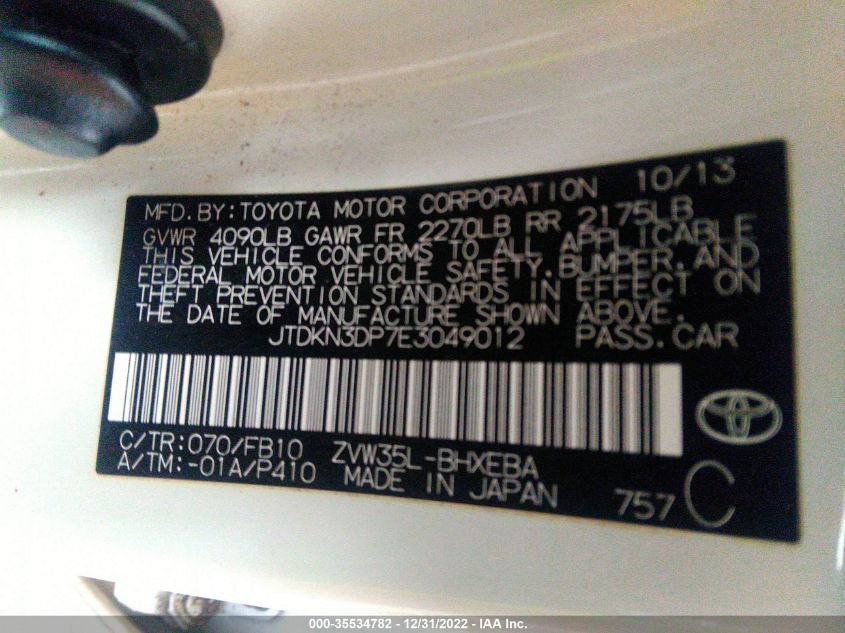 MFD. BY: TOYOTA MOTOR CORPORATION 10/13
GVWR 4090LB GAWR FR 2270LB RR 2175LB
THIS VEHICLE CONFORMS TO ALL APPLICABLE
FEDERAL MOTOR VEHICLE SAFETY, BUMPER, AND
THEFT PREVENTION STANDARDS IN EFFECT ON
THE DATE OF MANUFACTURE SHOWN ABOVE.
JTDKN3DP7E3049012 PASS. CAR
C/TR: 070/FB10 ZVW35L-BHXEBA
A/TM: -01A/P410 MADE IN JAPAN 757 C
000-35534782 - 12/31/2022 - IAA Inc.